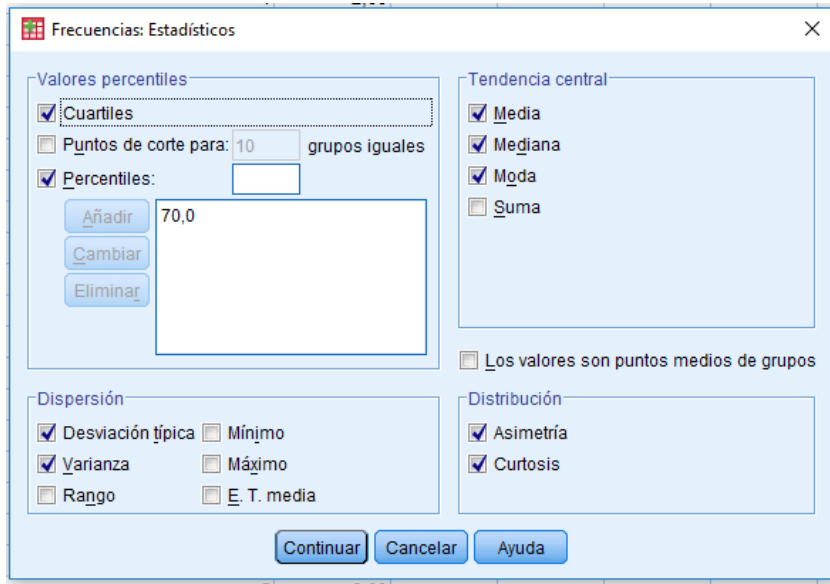 Frecuencias: Estadísticos
Valores percentiles
Cuartiles
Puntos de corte para: 10 grupos iguales
Percentiles:
Añadir
70,0
Cambiar
Eliminar
Tendencia central
Media
Mediana
Moda
Suma
Los valores son puntos medios de grupos
Dispersión
Desviación típica
Mínimo
Varianza
Máximo
Rango
E. T. media
Distribución
Asimetría
Curtosis
Continuar
Cancelar
Ayuda